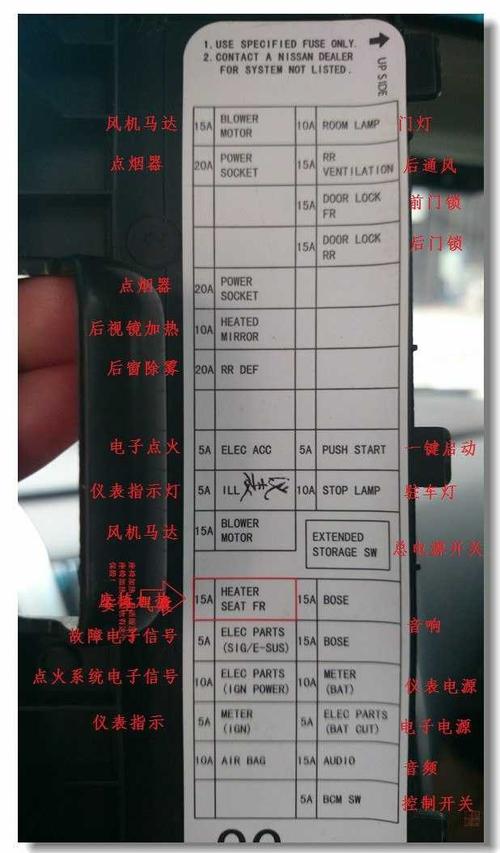 1. USE SPECIFIED FUSE ONLY.
2. CONTACT A NISSAN DEALER
FOR SYSTEM NOT LISTED.
UP SIDE
风机马达 15A BLOWER MOTOR 10A ROOM LAMP 门灯
点烟器 20A POWER SOCKET 15A RR VENTILATION 后通风
15A DOOR LOCK FR 前门锁
15A DOOR LOCK RR 后门锁
点烟器 20A POWER SOCKET
后视镜加热 10A HEATED MIRROR
后窗除雾 20A RR DEF
电子点火 5A ELEC ACC 5A PUSH START 一键启动
仪表指示灯 5A ILL 10A STOP LAMP 驻车灯
风机马达 15A BLOWER MOTOR EXTENDED STORAGE SW 总电源开关
15A HEATER SEAT FR 15A BOSE
音响
故障电子信号 5A ELEC PARTS (SIG/E-SUS) 15A BOSE
点火系统电子信号 10A ELEC PARTS (IGN POWER) 10A METER (BAT) 仪表电源
仪表指示 5A METER (IGN) 5A ELEC PARTS (BAT CUT) 电子电源
10A AIR BAG 15A AUDIO 音频
5A BCM SW 控制开关